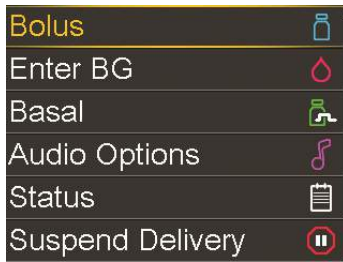 Bolus
Enter BG
Basal
Audio Options
Status
Suspend Delivery